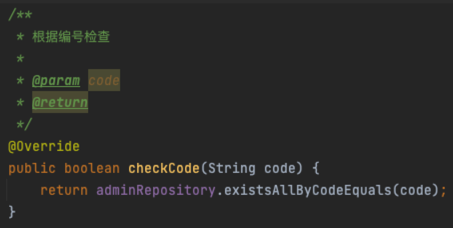 /**
 * 根据编号检查
 *
 * @param code
 * @return
 */
@Override
public boolean checkCode(String code) {
    return adminRepository.existsAllByCodeEquals(code);
}